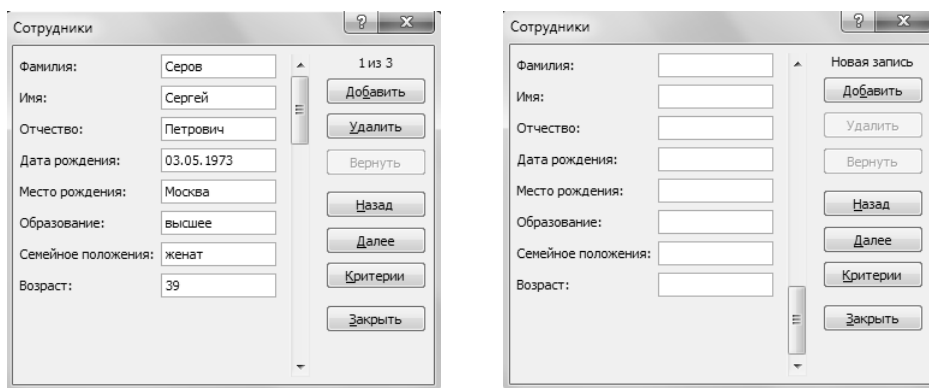 Сотрудники
Фамилия: Серов
Имя: Сергей
Отчество: Петрович
Дата рождения: 03.05.1973
Место рождения: Москва
Образование: высшее
Семейное положения: женат
Возраст: 39
1 из 3
Добавить
Удалить
Вернуть
Назад
Далее
Критерии
Закрыть
Сотрудники
Фамилия:
Имя:
Отчество:
Дата рождения:
Место рождения:
Образование:
Семейное положения:
Возраст:
Новая запись
Добавить
Удалить
Вернуть
Назад
Далее
Критерии
Закрыть